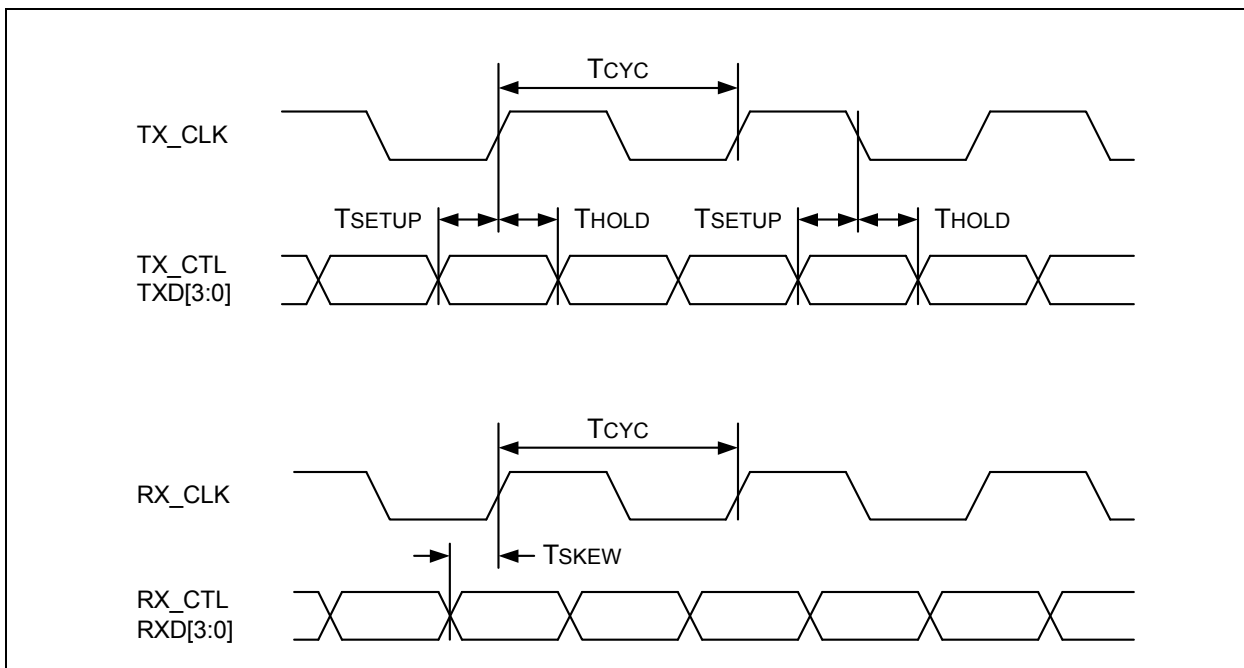 TCYC
TX_CLK
TSETUP THOLD TSETUP THOLD
TX_CTL
TXD[3:0]
TCYC
RX_CLK
TSKEW
RX_CTL
RXD[3:0]